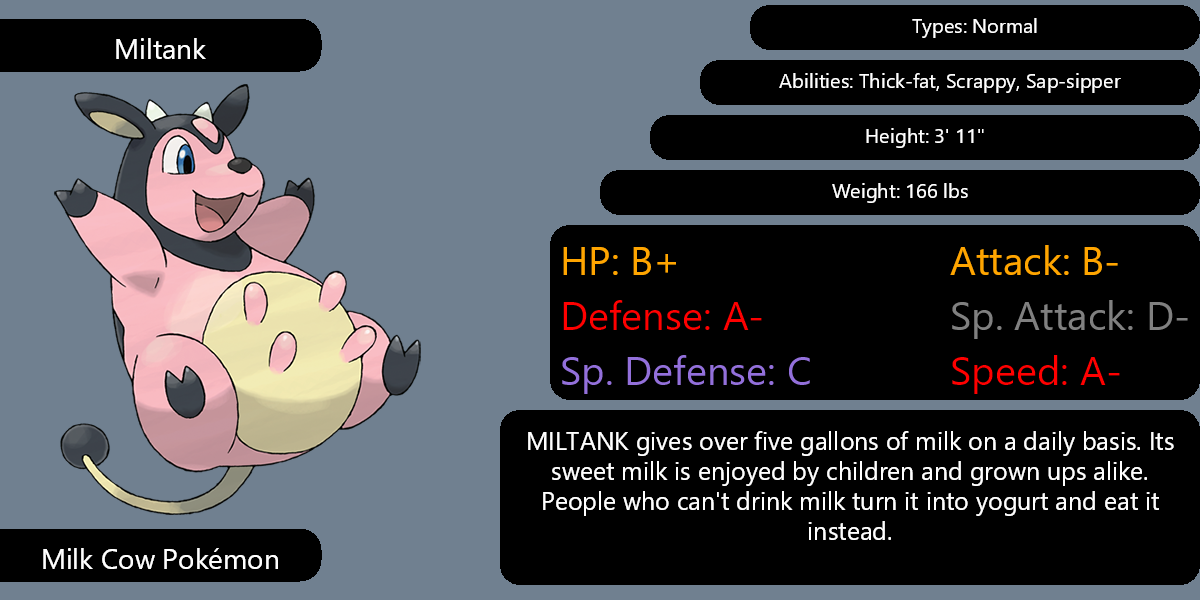 Miltank
Types: Normal
Abilities: Thick-fat, Scrappy, Sap-sipper
Height: 3' 11"
Weight: 166 lbs
HP: B+
Attack: B-
Defense: A-
Sp. Attack: D-
Sp. Defense: C
Speed: A-
MILTANK gives over five gallons of milk on a daily basis. Its
sweet milk is enjoyed by children and grown ups alike.
People who can't drink milk turn it into yogurt and eat it
instead.
Milk Cow Pokémon